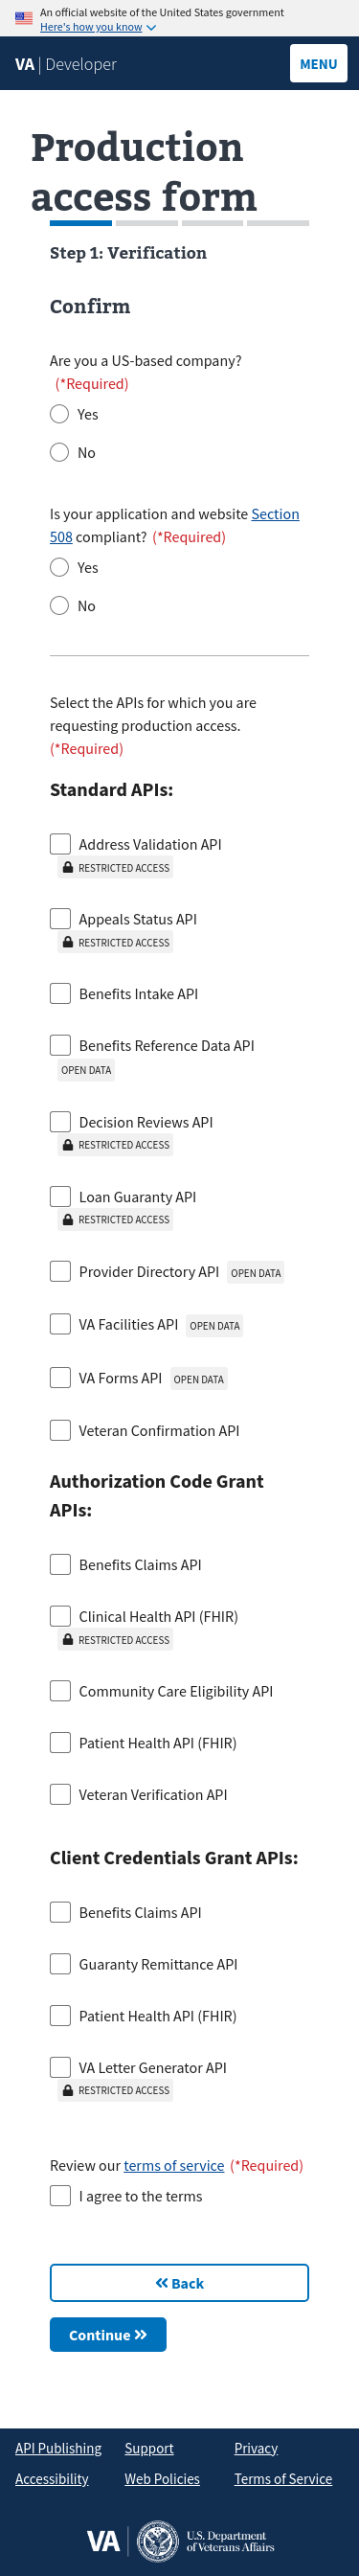 An official website of the United States government
Here's how you know
VA | Developer
MENU
Production
access form
Step 1: Verification
Confirm
Are you a US-based company?
(*Required)
Yes
No
Is your application and website Section
508 compliant? (*Required)
Yes
No
Select the APIs for which you are
requesting production access.
(*Required)
Standard APIs:
Address Validation API
RESTRICTED ACCESS
Appeals Status API
RESTRICTED ACCESS
Benefits Intake API
Benefits Reference Data API
OPEN DATA
Decision Reviews API
RESTRICTED ACCESS
Loan Guaranty API
RESTRICTED ACCESS
Provider Directory API OPEN DATA
VA Facilities API OPEN DATA
VA Forms API OPEN DATA
Veteran Confirmation API
Authorization Code Grant
APIs:
Benefits Claims API
Clinical Health API (FHIR)
RESTRICTED ACCESS
Community Care Eligibility API
Patient Health API (FHIR)
Veteran Verification API
Client Credentials Grant APIs:
Benefits Claims API
Guaranty Remittance API
Patient Health API (FHIR)
VA Letter Generator API
RESTRICTED ACCESS
Review our terms of service (*Required)
I agree to the terms
Back
Continue
API Publishing Support Privacy
Accessibility Web Policies Terms of Service
VA U.S. Department
of Veterans Affairs